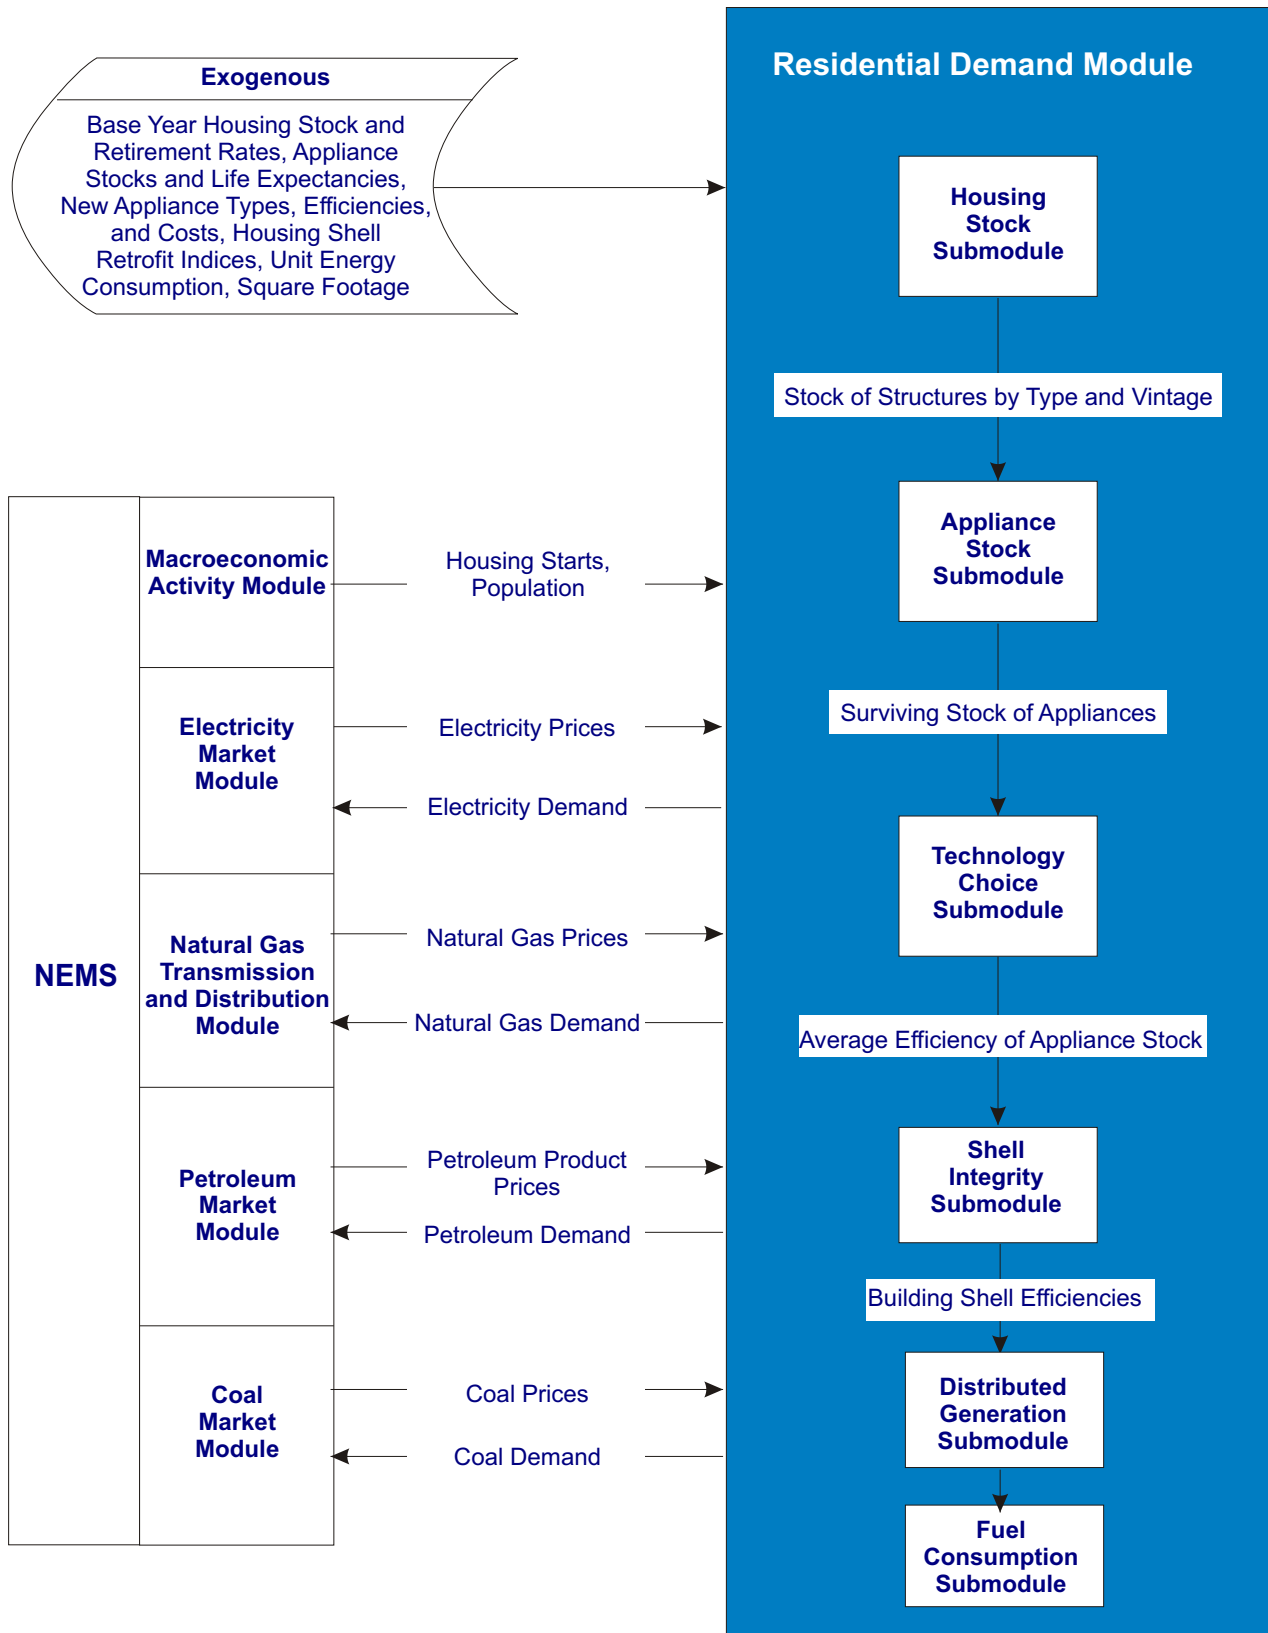 Exogenous
Base Year Housing Stock and
Retirement Rates, Appliance
Stocks and Life Expectancies,
New Appliance Types, Efficiencies,
and Costs, Housing Shell
Retrofit Indices, Unit Energy
Consumption, Square Footage
NEMS
Macroeconomic
Activity Module
Housing Starts,
Population
Electricity
Market
Module
Electricity Prices
Electricity Demand
Natural Gas
Transmission
and Distribution
Module
Natural Gas Prices
Natural Gas Demand
Petroleum
Market
Module
Petroleum Product
Prices
Petroleum Demand
Coal
Market
Module
Coal Prices
Coal Demand
Residential Demand Module
Housing
Stock
Submodule
Stock of Structures by Type and Vintage
Appliance
Stock
Submodule
Surviving Stock of Appliances
Technology
Choice
Submodule
Average Efficiency of Appliance Stock
Shell
Integrity
Submodule
Building Shell Efficiencies
Distributed
Generation
Submodule
Fuel
Consumption
Submodule